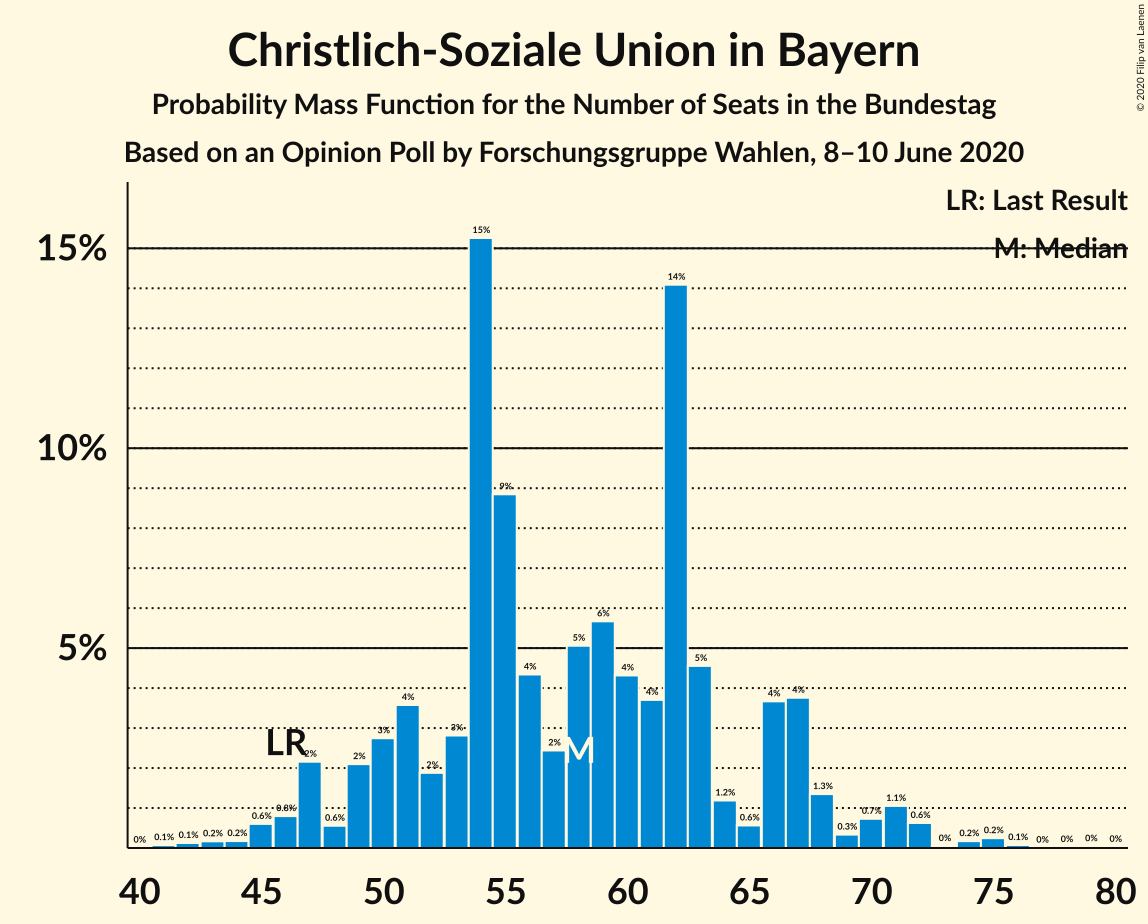 Christlich-Soziale Union in Bayern
Probability Mass Function for the Number of Seats in the Bundestag
Based on an Opinion Poll by Forschungsgruppe Wahlen, 8–10 June 2020
© 2020 Filip van Laenen
LR: Last Result
M: Median
15%
10%
5%
0% 0.1% 0.1% 0.2% 0.2% 0.6% 0.8% 2% 0.6% 2% 3% 4% 2% 3% 15% 9% 4% 2% 5% 6% 4% 4% 14% 5% 1.2% 0.6% 4% 4% 1.3% 0.3% 0.7% 1.1% 0.6% 0% 0.2% 0.2% 0.1% 0% 0% 0% 0%
LR
M
40 45 50 55 60 65 70 75 80